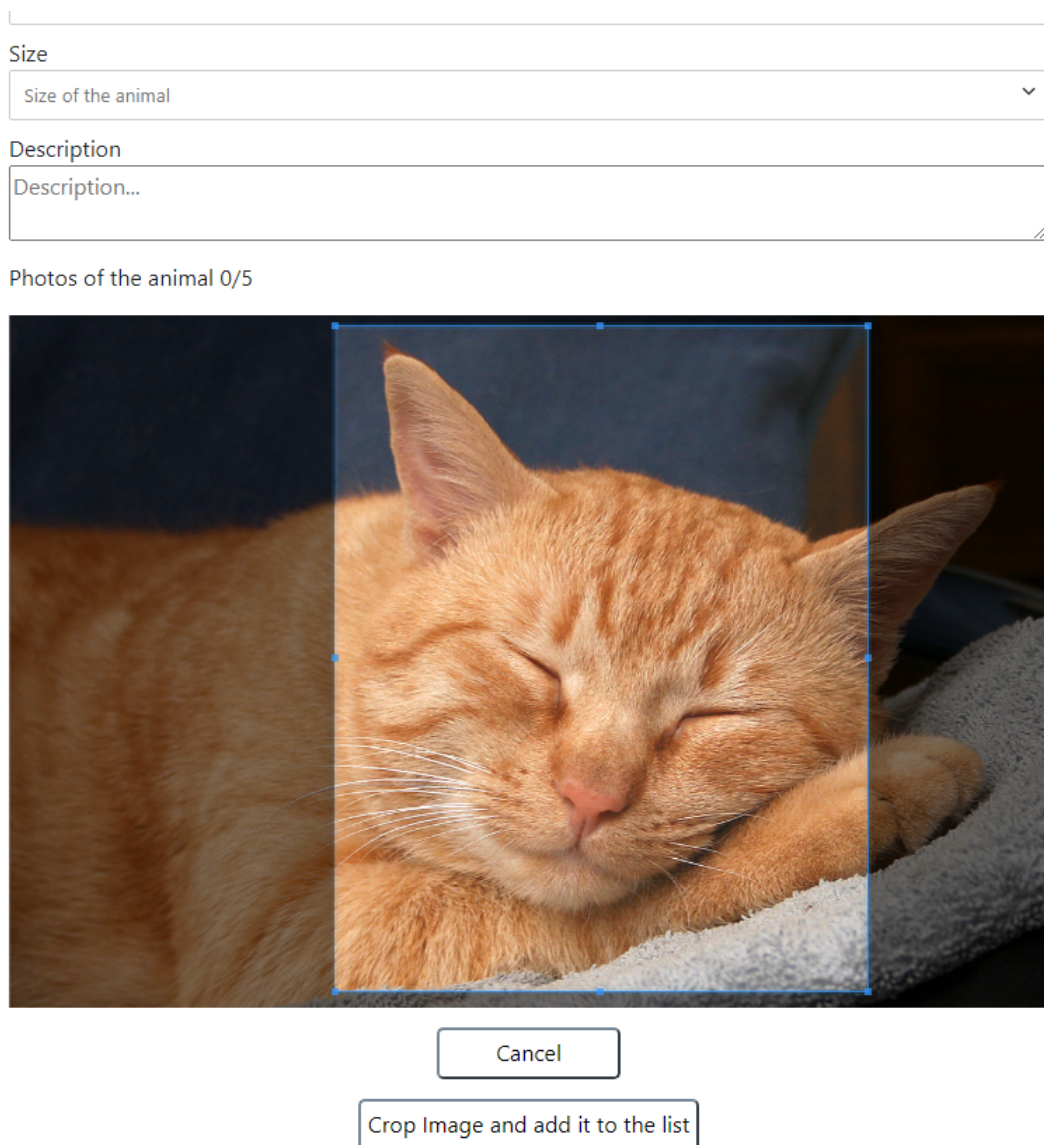 Size
Size of the animal
Description
Description...
Photos of the animal 0/5
Cancel
Crop Image and add it to the list